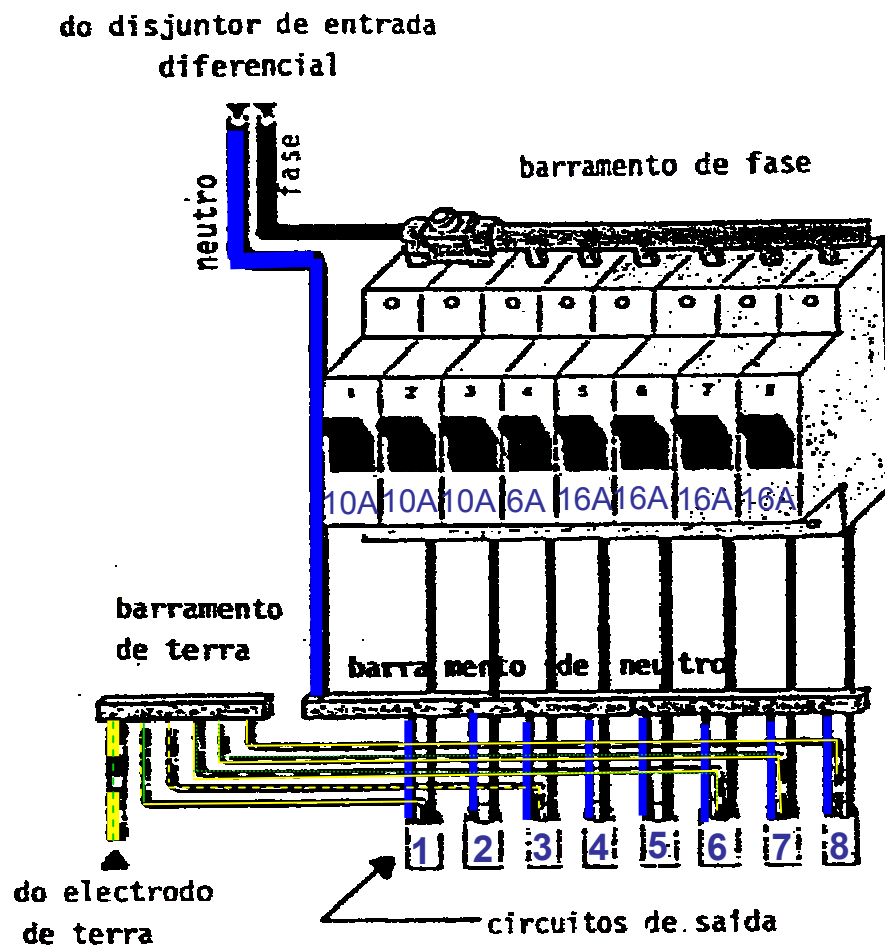 do disjuntor de entrada
diferencial
neutro
fase
barramento de fase
1 2 3 4 5 6 7 8
10A 10A 10A 6A 16A 16A 16A 16A
barramento
de terra
barramento de neutro
1 2 3 4 5 6 7 8
do electrodo
de terra
circuitos de saída